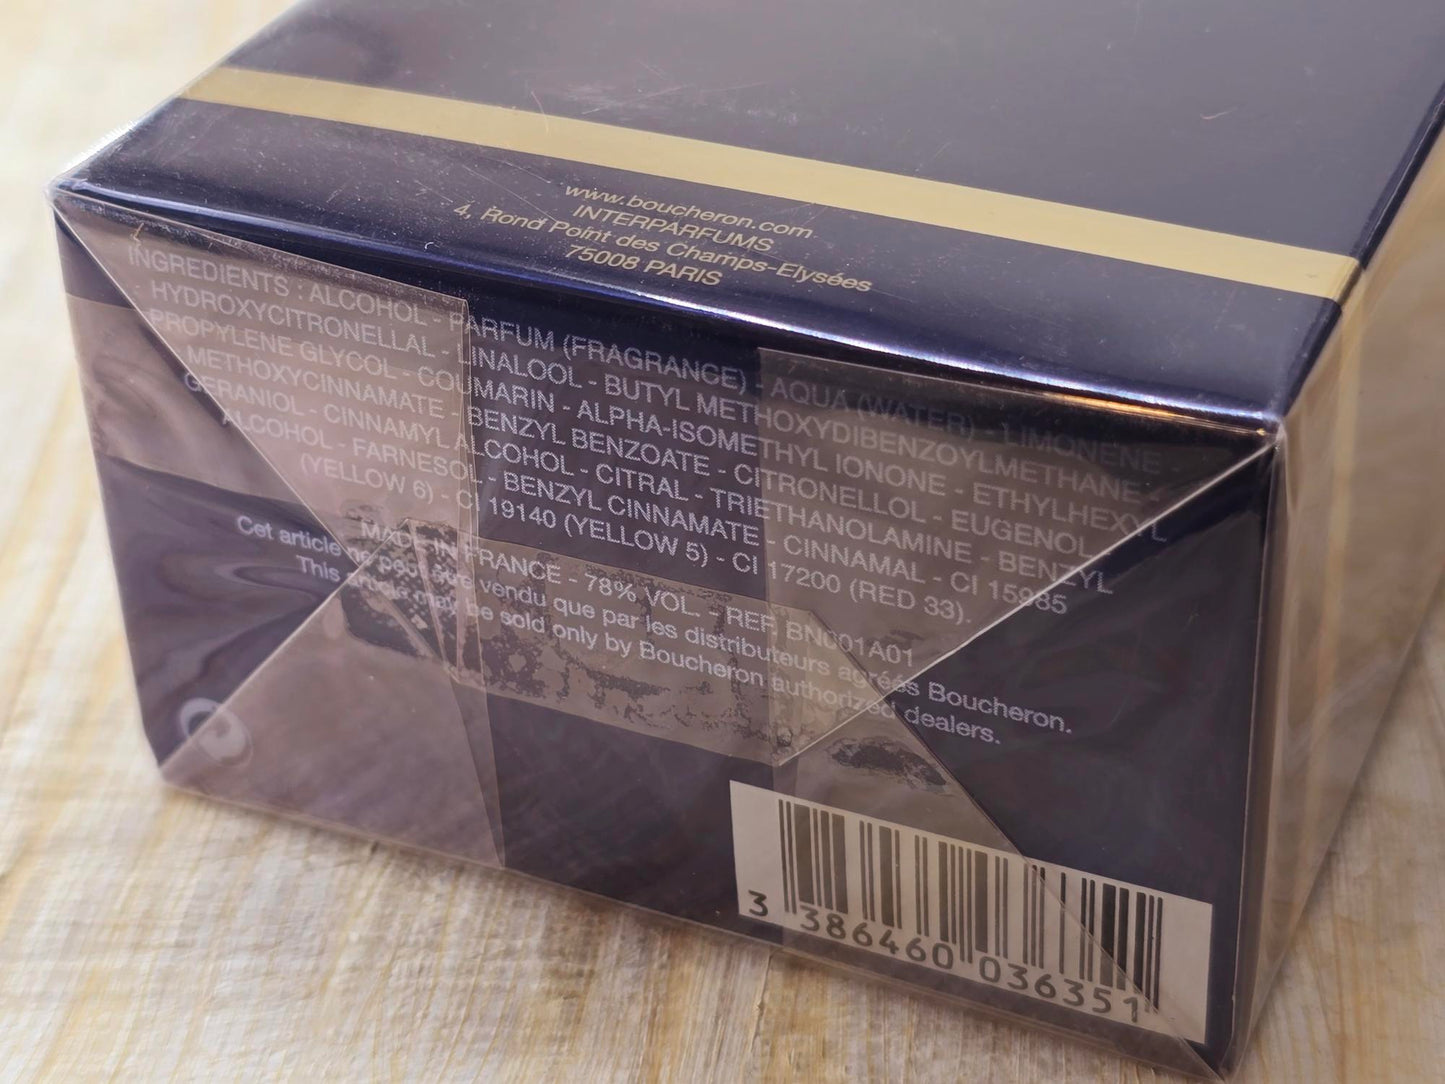 www.boucheron.com
INTERPARFUMS
4, Rond Point des Champs-Elysées
75008 PARIS
INGREDIENTS : ALCOHOL - PARFUM (FRAGRANCE) - AQUA (WATER) - LIMONENE -
HYDROXYCITRONELLAL - LINALOOL - BUTYL METHOXYDIBENZOYLMETHANE -
PROPYLENE GLYCOL - COUMARIN - ALPHA-ISOMETHYL IONONE - ETHYLHEXYL
METHOXYCINNAMATE - BENZYL BENZOATE - CITRONELLOL - EUGENOL -
GERANIOL - CINNAMYL ALCOHOL - CITRAL - TRIETHANOLAMINE - BENZYL
ALCOHOL - FARNESOL - BENZYL CINNAMATE - CINNAMAL - CI 15985
(YELLOW 6) - CI 19140 (YELLOW 5) - CI 17200 (RED 33).
MADE IN FRANCE - 78% VOL. - REF. BN001A01
Cet article ne peut être vendu que par les distributeurs agréés Boucheron.
This article may be sold only by Boucheron authorized dealers.
3 386460 036351